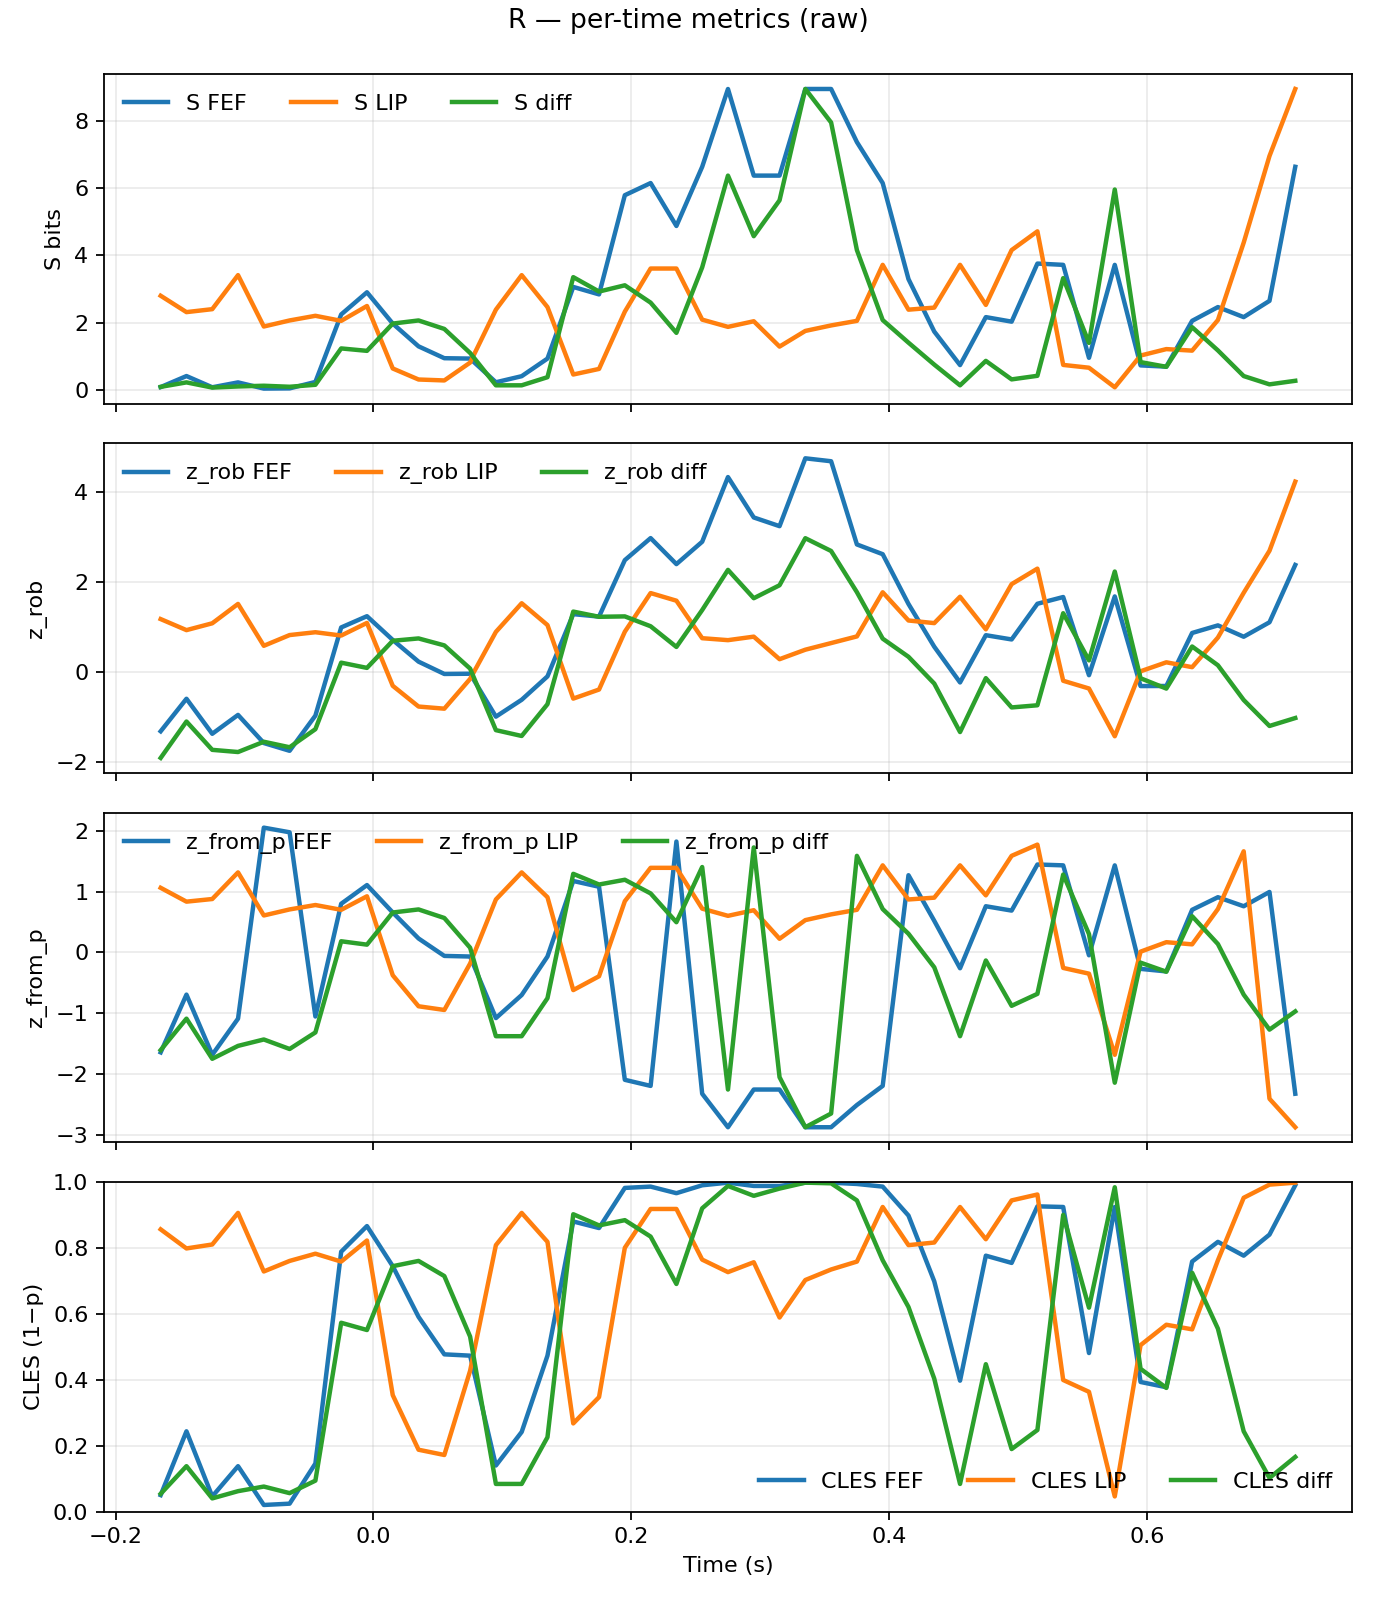 R — per-time metrics (raw)
S FEF S LIP S diff
8
6
4
2
0
S bits
z_rob FEF z_rob LIP z_rob diff
4
2
0
−2
z_rob
z_from_p FEF z_from_p LIP z_from_p diff
2
1
0
−1
−2
−3
z_from_p
1.0
0.8
0.6
0.4
0.2
0.0
CLES (1−p)
CLES FEF CLES LIP CLES diff
−0.2 0.0 0.2 0.4 0.6
Time (s)